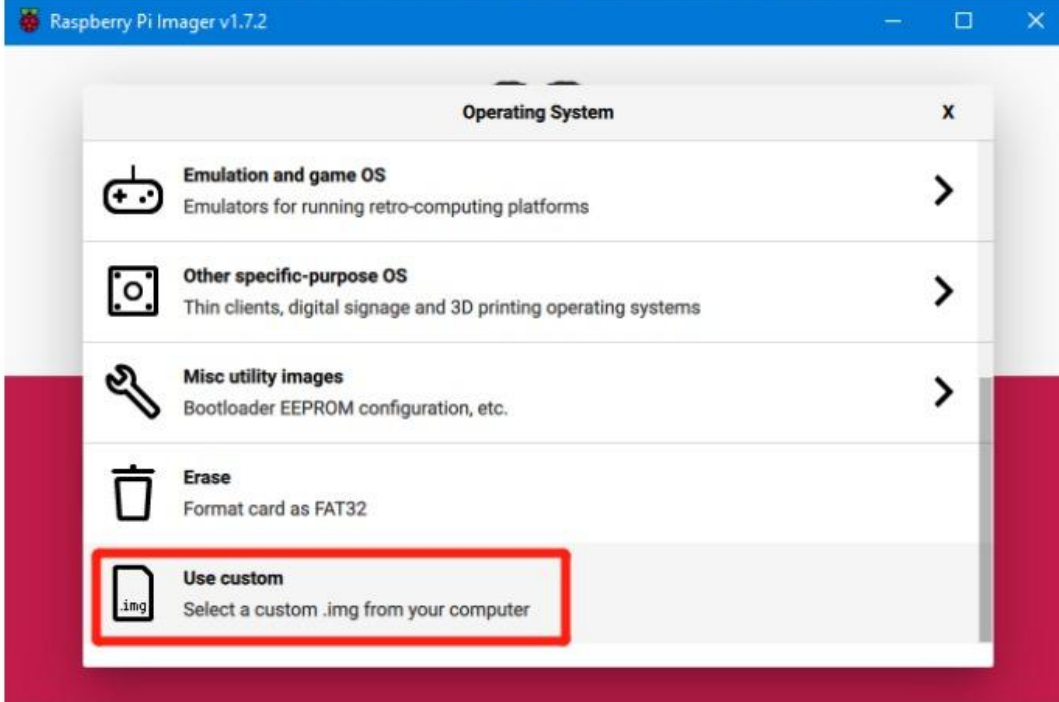 Raspberry Pi Imager v1.7.2
Operating System
X
Emulation and game OS
Emulators for running retro-computing platforms
Other specific-purpose OS
Thin clients, digital signage and 3D printing operating systems
Misc utility images
Bootloader EEPROM configuration, etc.
Erase
Format card as FAT32
Use custom
.img
Select a custom .img from your computer